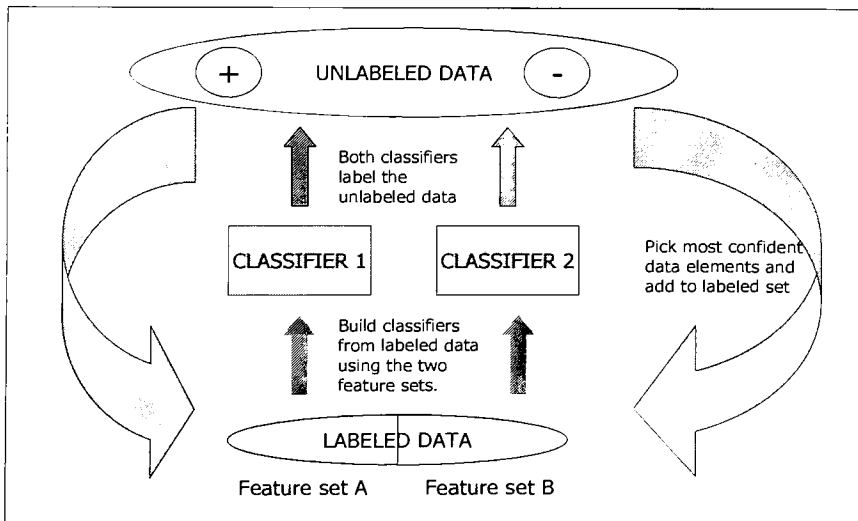 + UNLABELED DATA -
Both classifiers
label the
unlabeled data
CLASSIFIER 1
CLASSIFIER 2
Pick most confident
data elements and
add to labeled set
Build classifiers
from labeled data
using the two
feature sets.
LABELED DATA
Feature set A
Feature set B